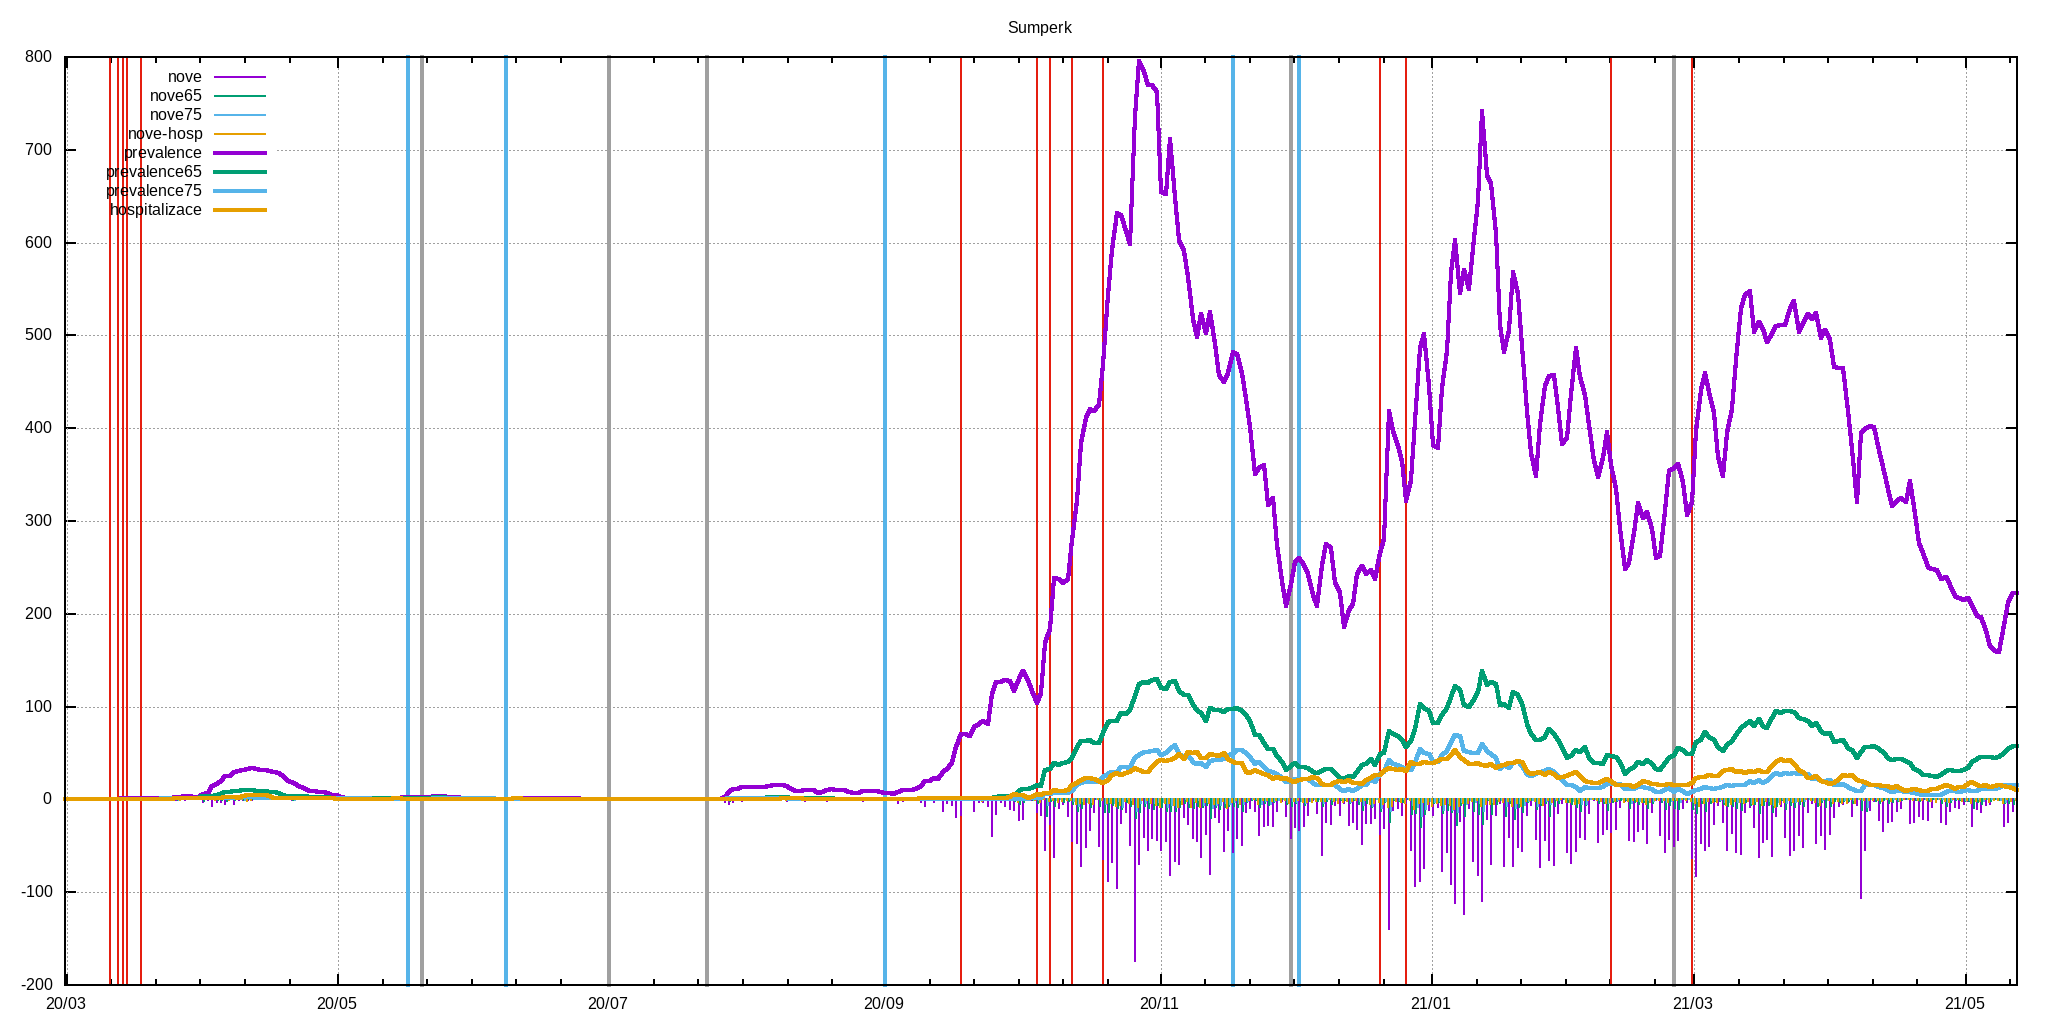 Sumperk
800
700
600
500
400
300
200
100
0
-100
-200
nove
nove65
nove75
nove-hosp
prevalence
prevalence65
prevalence75
hospitalizace
20/03 20/05 20/07 20/09 20/11 21/01 21/03 21/05